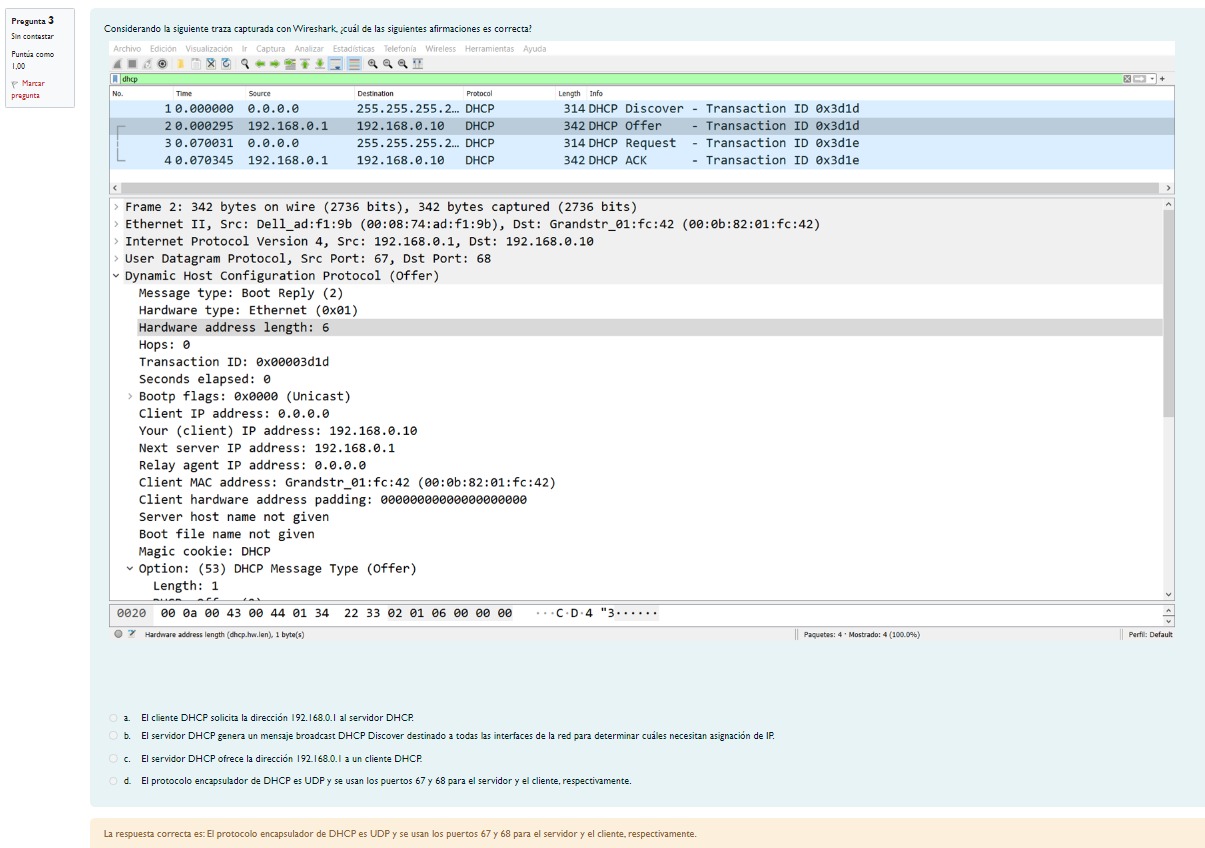 Pregunta 3
Sin contestar
Puntúa como
1,00
Marcar
pregunta
Considerando la siguiente traza capturada con Wireshark, ¿cuál de las siguientes afirmaciones es correcta?
Archivo Edición Visualización Ir Captura Analizar Estadísticas Telefonía Wireless Herramientas Ayuda
dhcp
No. Time Source Destination Protocol Length Info
1 0.000000 0.0.0.0 255.255.255.2… DHCP 314 DHCP Discover - Transaction ID 0x3d1d
2 0.000295 192.168.0.1 192.168.0.10 DHCP 342 DHCP Offer - Transaction ID 0x3d1d
3 0.070031 0.0.0.0 255.255.255.2… DHCP 314 DHCP Request - Transaction ID 0x3d1e
4 0.070345 192.168.0.1 192.168.0.10 DHCP 342 DHCP ACK - Transaction ID 0x3d1e
Frame 2: 342 bytes on wire (2736 bits), 342 bytes captured (2736 bits)
Ethernet II, Src: Dell_ad:f1:9b (00:08:74:ad:f1:9b), Dst: Grandstr_01:fc:42 (00:0b:82:01:fc:42)
Internet Protocol Version 4, Src: 192.168.0.1, Dst: 192.168.0.10
User Datagram Protocol, Src Port: 67, Dst Port: 68
Dynamic Host Configuration Protocol (Offer)
Message type: Boot Reply (2)
Hardware type: Ethernet (0x01)
Hardware address length: 6
Hops: 0
Transaction ID: 0x00003d1d
Seconds elapsed: 0
Bootp flags: 0x0000 (Unicast)
Client IP address: 0.0.0.0
Your (client) IP address: 192.168.0.10
Next server IP address: 192.168.0.1
Relay agent IP address: 0.0.0.0
Client MAC address: Grandstr_01:fc:42 (00:0b:82:01:fc:42)
Client hardware address padding: 00000000000000000000
Server host name not given
Boot file name not given
Magic cookie: DHCP
Option: (53) DHCP Message Type (Offer)
Length: 1
0020 00 0a 00 43 00 44 01 34 22 33 02 01 06 00 00 00 ···C·D·4 "3······
Hardware address length (dhcp.hw.len), 1 byte(s) Paquetes: 4 · Mostrado: 4 (100.0%) Perfil: Default
a. El cliente DHCP solicita la dirección 192.168.0.1 al servidor DHCP.
b. El servidor DHCP genera un mensaje broadcast DHCP Discover destinado a todas las interfaces de la red para determinar cuáles necesitan asignación de IP.
c. El servidor DHCP ofrece la dirección 192.168.0.1 a un cliente DHCP.
d. El protocolo encapsulador de DHCP es UDP y se usan los puertos 67 y 68 para el servidor y el cliente, respectivamente.
La respuesta correcta es: El protocolo encapsulador de DHCP es UDP y se usan los puertos 67 y 68 para el servidor y el cliente, respectivamente.